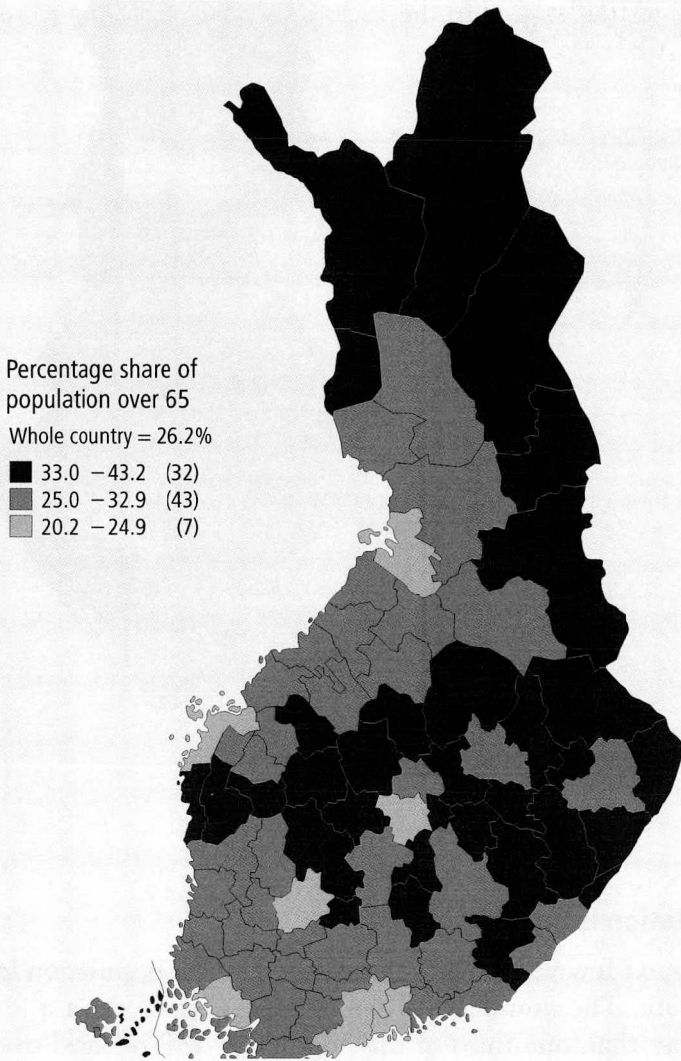 Percentage share of
population over 65
Whole country = 26.2%
33.0 – 43.2 (32)
25.0 – 32.9 (43)
20.2 – 24.9 (7)